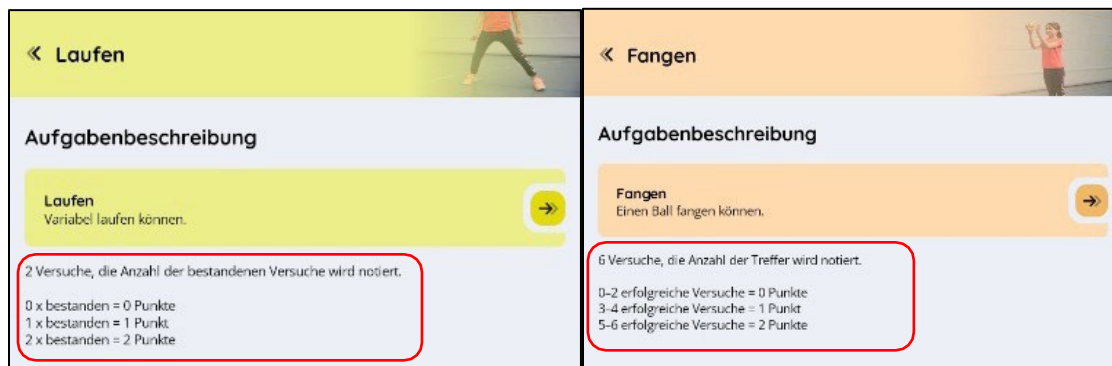 Laufen
Aufgabenbeschreibung
Laufen
Variabel laufen können.
2 Versuche, die Anzahl der bestandenen Versuche wird notiert.
0 x bestanden = 0 Punkte
1 x bestanden = 1 Punkt
2 x bestanden = 2 Punkte
Fangen
Aufgabenbeschreibung
Fangen
Einen Ball fangen können.
6 Versuche, die Anzahl der Treffer wird notiert.
0–2 erfolgreiche Versuche = 0 Punkte
3–4 erfolgreiche Versuche = 1 Punkt
5–6 erfolgreiche Versuche = 2 Punkte